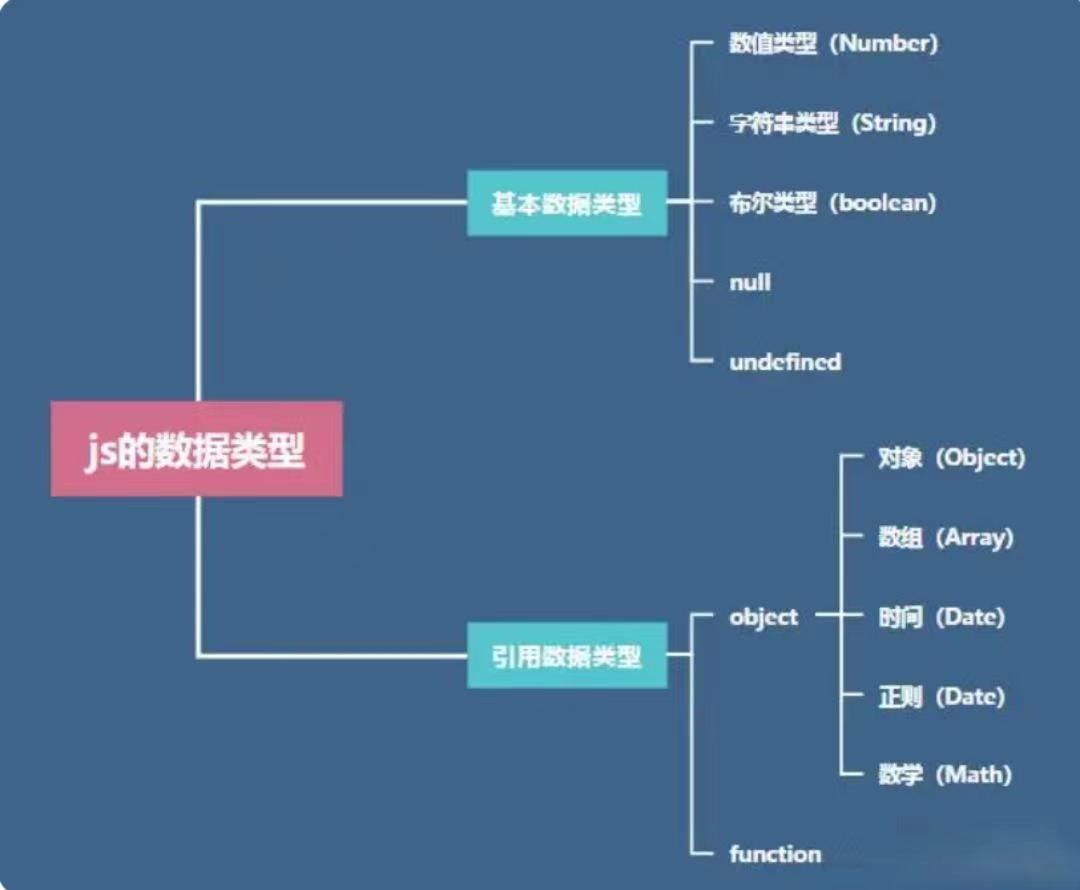 数值类型（Number）
字符串类型（String）
基本数据类型
布尔类型（boolean）
null
undefined
js的数据类型
对象（Object）
数组（Array）
引用数据类型
object
时间（Date）
正则（Date）
数学（Math）
function